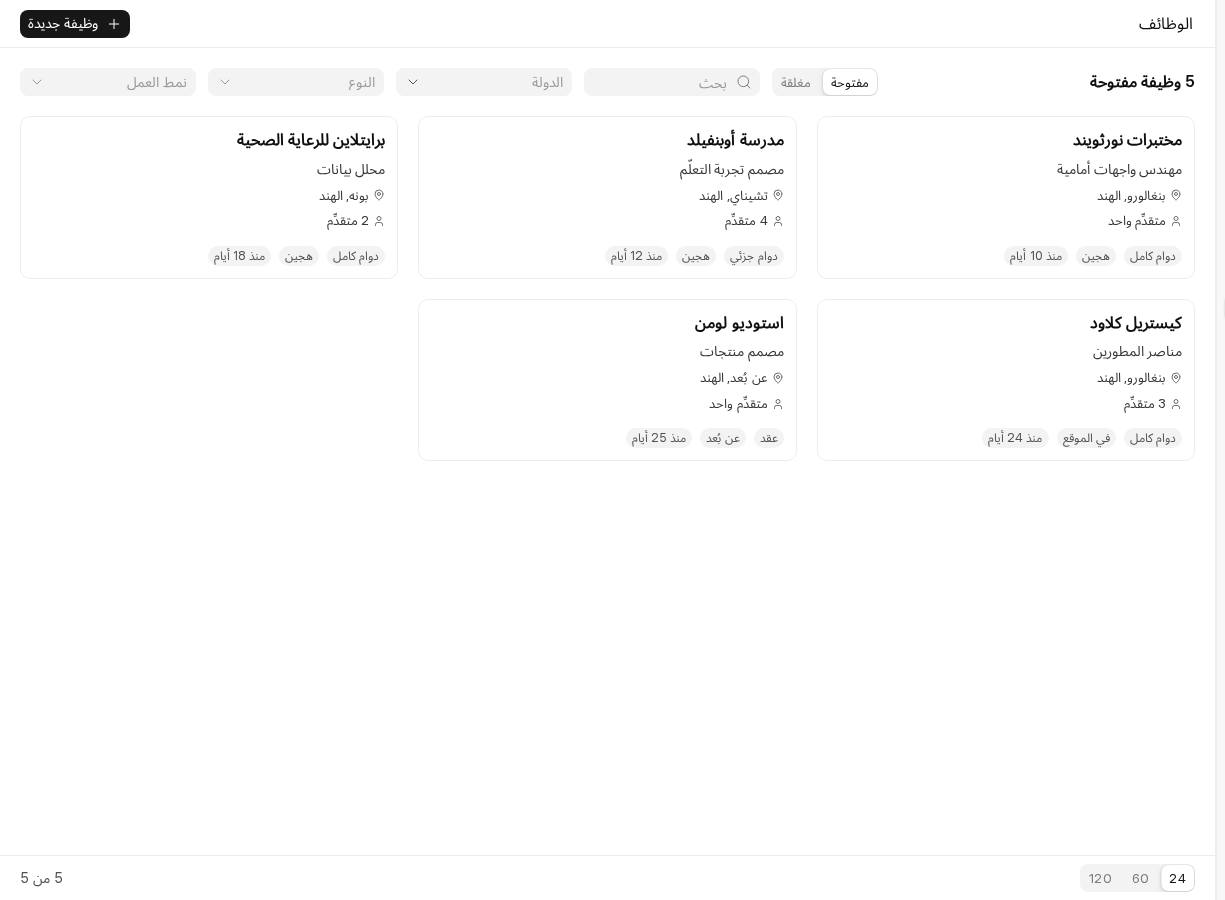 الوظائف
وظيفة جديدة
5 وظيفة مفتوحة
مفتوحة
مغلقة
بحث
الدولة
النوع
نمط العمل
مختبرات نورثويند
مهندس واجهات أمامية
بنغالورو, الهند
متقدِّم واحد
دوام كامل
هجين
منذ 10 أيام
مدرسة أوبنفيلد
مصمم تجربة التعلّم
تشيناي, الهند
4 متقدِّم
دوام جزئي
هجين
منذ 12 أيام
برايتلاين للرعاية الصحية
محلل بيانات
بونه, الهند
2 متقدِّم
دوام كامل
هجين
منذ 18 أيام
كيستريل كلاود
مناصر المطورين
بنغالورو, الهند
3 متقدِّم
دوام كامل
في الموقع
منذ 24 أيام
استوديو لومن
مصمم منتجات
عن بُعد, الهند
متقدِّم واحد
عقد
عن بُعد
منذ 25 أيام
24
60
120
5 من 5